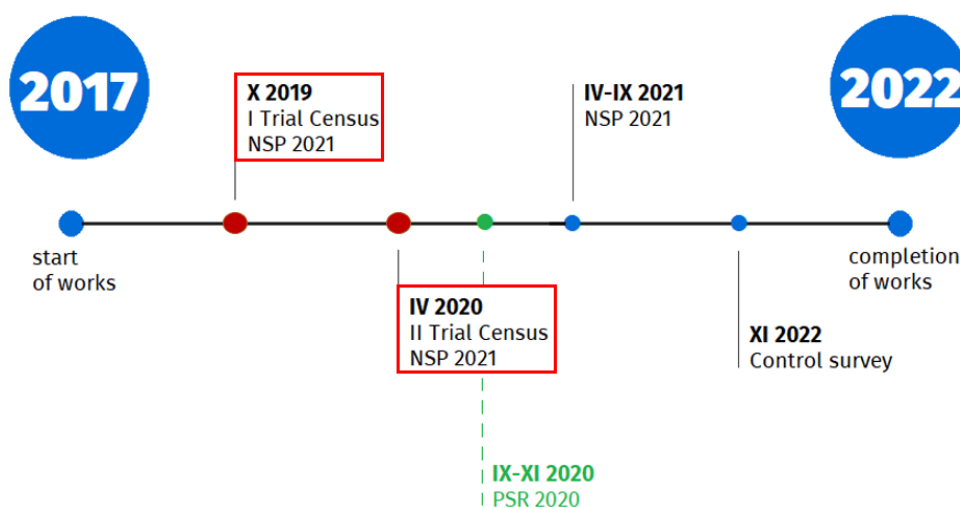 2017
2022
X 2019
I Trial Census
NSP 2021
IV-IX 2021
NSP 2021
start
of works
completion
of works
IV 2020
II Trial Census
NSP 2021
XI 2022
Control survey
IX-XI 2020
PSR 2020